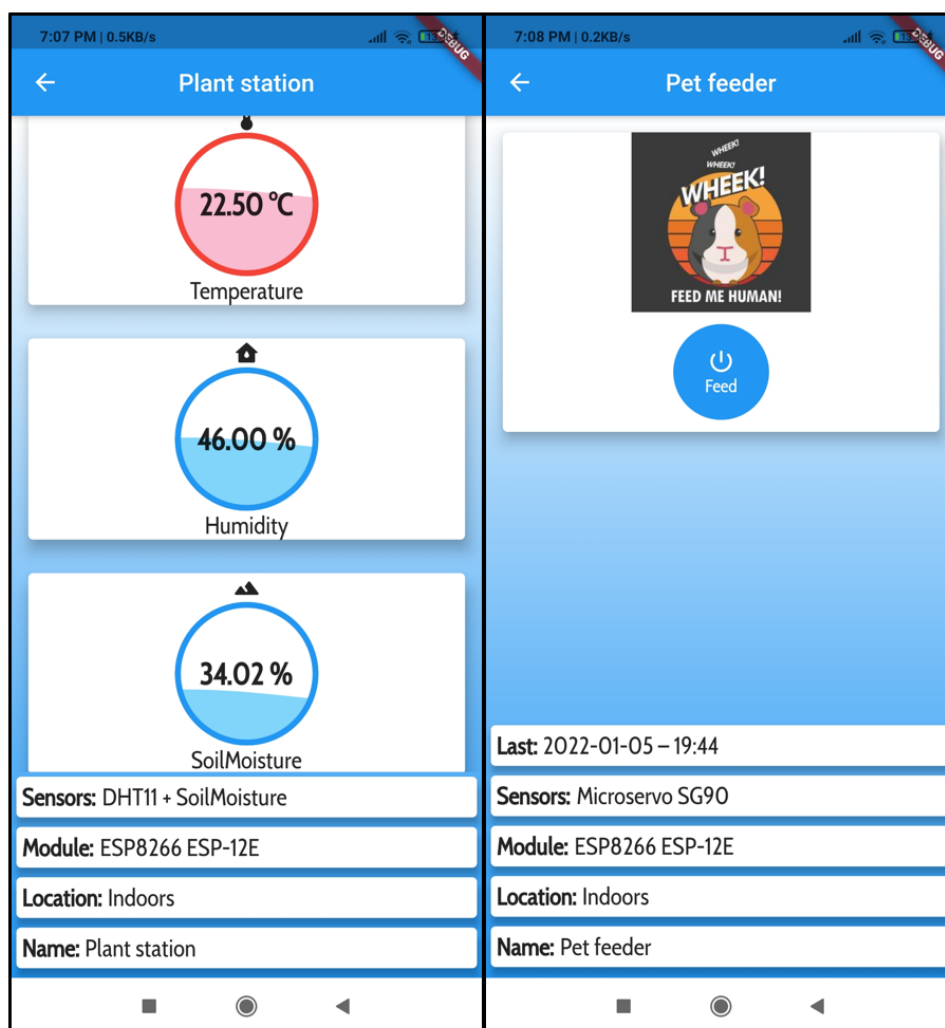 7:07 PM | 0.5KB/s
DEBUG
Plant station
22.50 °C
Temperature
46.00 %
Humidity
34.02 %
SoilMoisture
Sensors: DHT11 + SoilMoisture
Module: ESP8266 ESP-12E
Location: Indoors
Name: Plant station
7:08 PM | 0.2KB/s
DEBUG
Pet feeder
WHEEK!
WHEEK!
WHEEK!
FEED ME HUMAN!
Feed
Last: 2022-01-05 – 19:44
Sensors: Microservo SG90
Module: ESP8266 ESP-12E
Location: Indoors
Name: Pet feeder